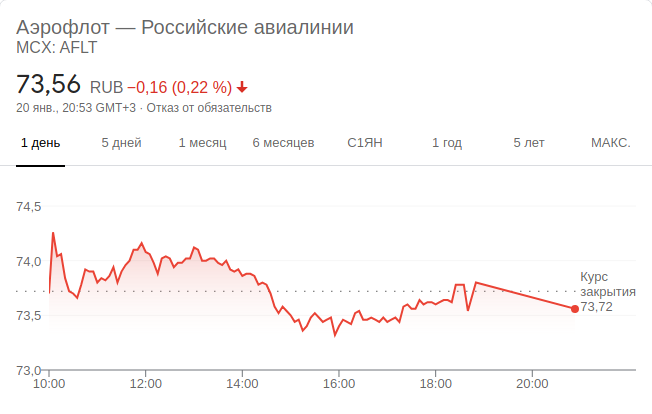 Аэрофлот — Российские авиалинии
MCX: AFLT
73,56 RUB −0,16 (0,22 %)
20 янв., 20:53 GMT+3 · Отказ от обязательств
1 день 5 дней 1 месяц 6 месяцев С1ЯН 1 год 5 лет МАКС.
74,5
74,0
Курс
закрытия
73,72
73,5
73,0
10:00 12:00 14:00 16:00 18:00 20:00